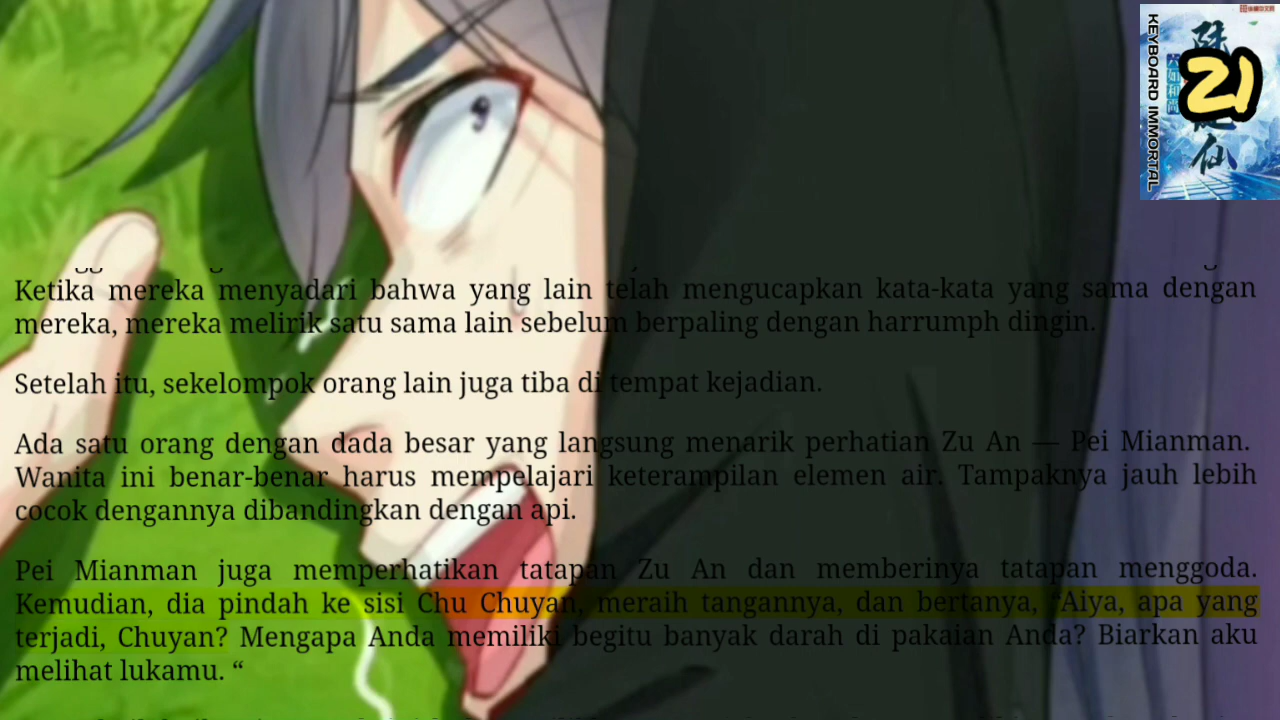 KEYBOARD IMMORTAL
21
六如和尚
仙
Ketika mereka menyadari bahwa yang lain telah mengucapkan kata-kata yang sama dengan
mereka, mereka melirik satu sama lain sebelum berpaling dengan harrumph dingin.
Setelah itu, sekelompok orang lain juga tiba di tempat kejadian.
Ada satu orang dengan dada besar yang langsung menarik perhatian Zu An — Pei Mianman.
Wanita ini benar-benar harus mempelajari keterampilan elemen air. Tampaknya jauh lebih
cocok dengannya dibandingkan dengan api.
Pei Mianman juga memperhatikan tatapan Zu An dan memberinya tatapan menggoda.
Kemudian, dia pindah ke sisi Chu Chuyan, meraih tangannya, dan bertanya, “Aiya, apa yang
terjadi, Chuyan? Mengapa Anda memiliki begitu banyak darah di pakaian Anda? Biarkan aku
melihat lukamu. “